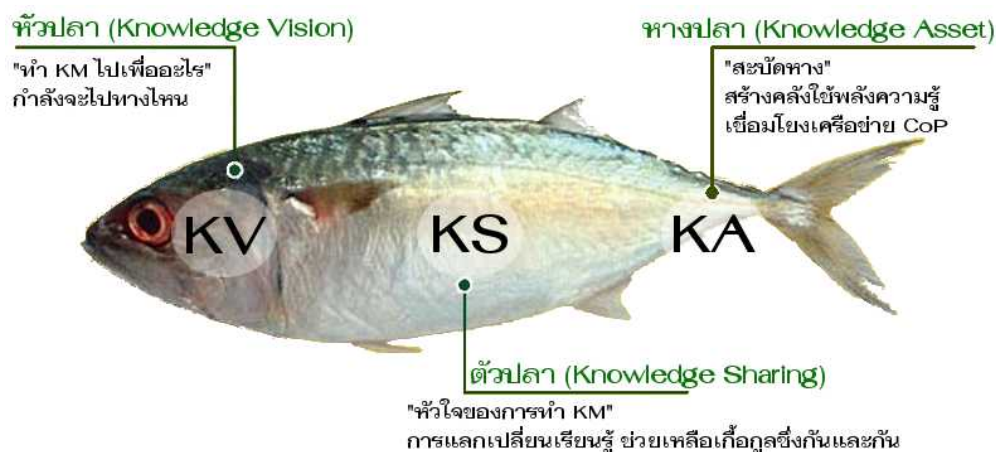 หัวปลา (Knowledge Vision)
"ทำ KM ไปเพื่ออะไร"
กำลังจะไปทางไหน
หางปลา (Knowledge Asset)
"สะบัดหาง"
สร้างคลังใช้พลังความรู้
เชื่อมโยงเครือข่าย CoP
KV
KS
KA
ตัวปลา (Knowledge Sharing)
"หัวใจของการทำ KM"
การแลกเปลี่ยนเรียนรู้ ช่วยเหลือเกื้อกูลซึ่งกันและกัน